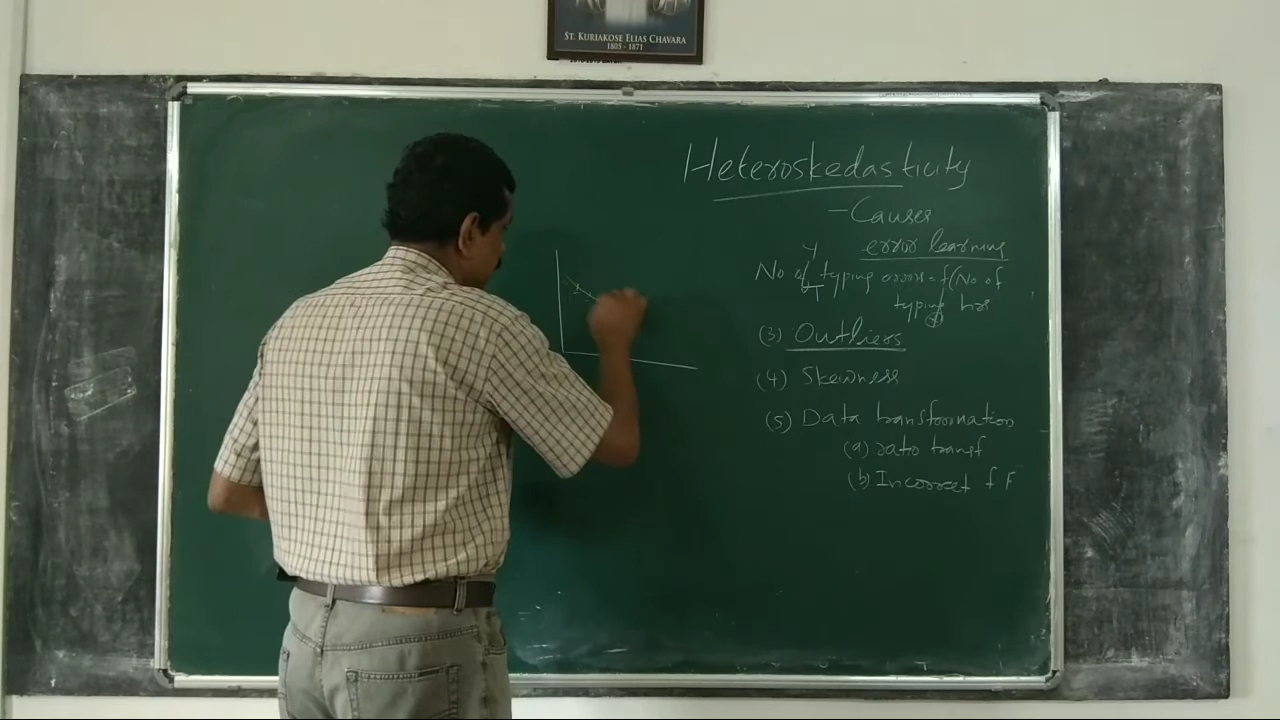 ST. KURIAKOSE ELIAS CHAVARA
1805 - 1871
Heteroskedasticity
- Causes
error learning
y
No of typing errors = f(No of
typing hrs
(3) Outliers
(4) Skewness
(5) Data transformation
(a) ratio transf
(b) Incorrect f F